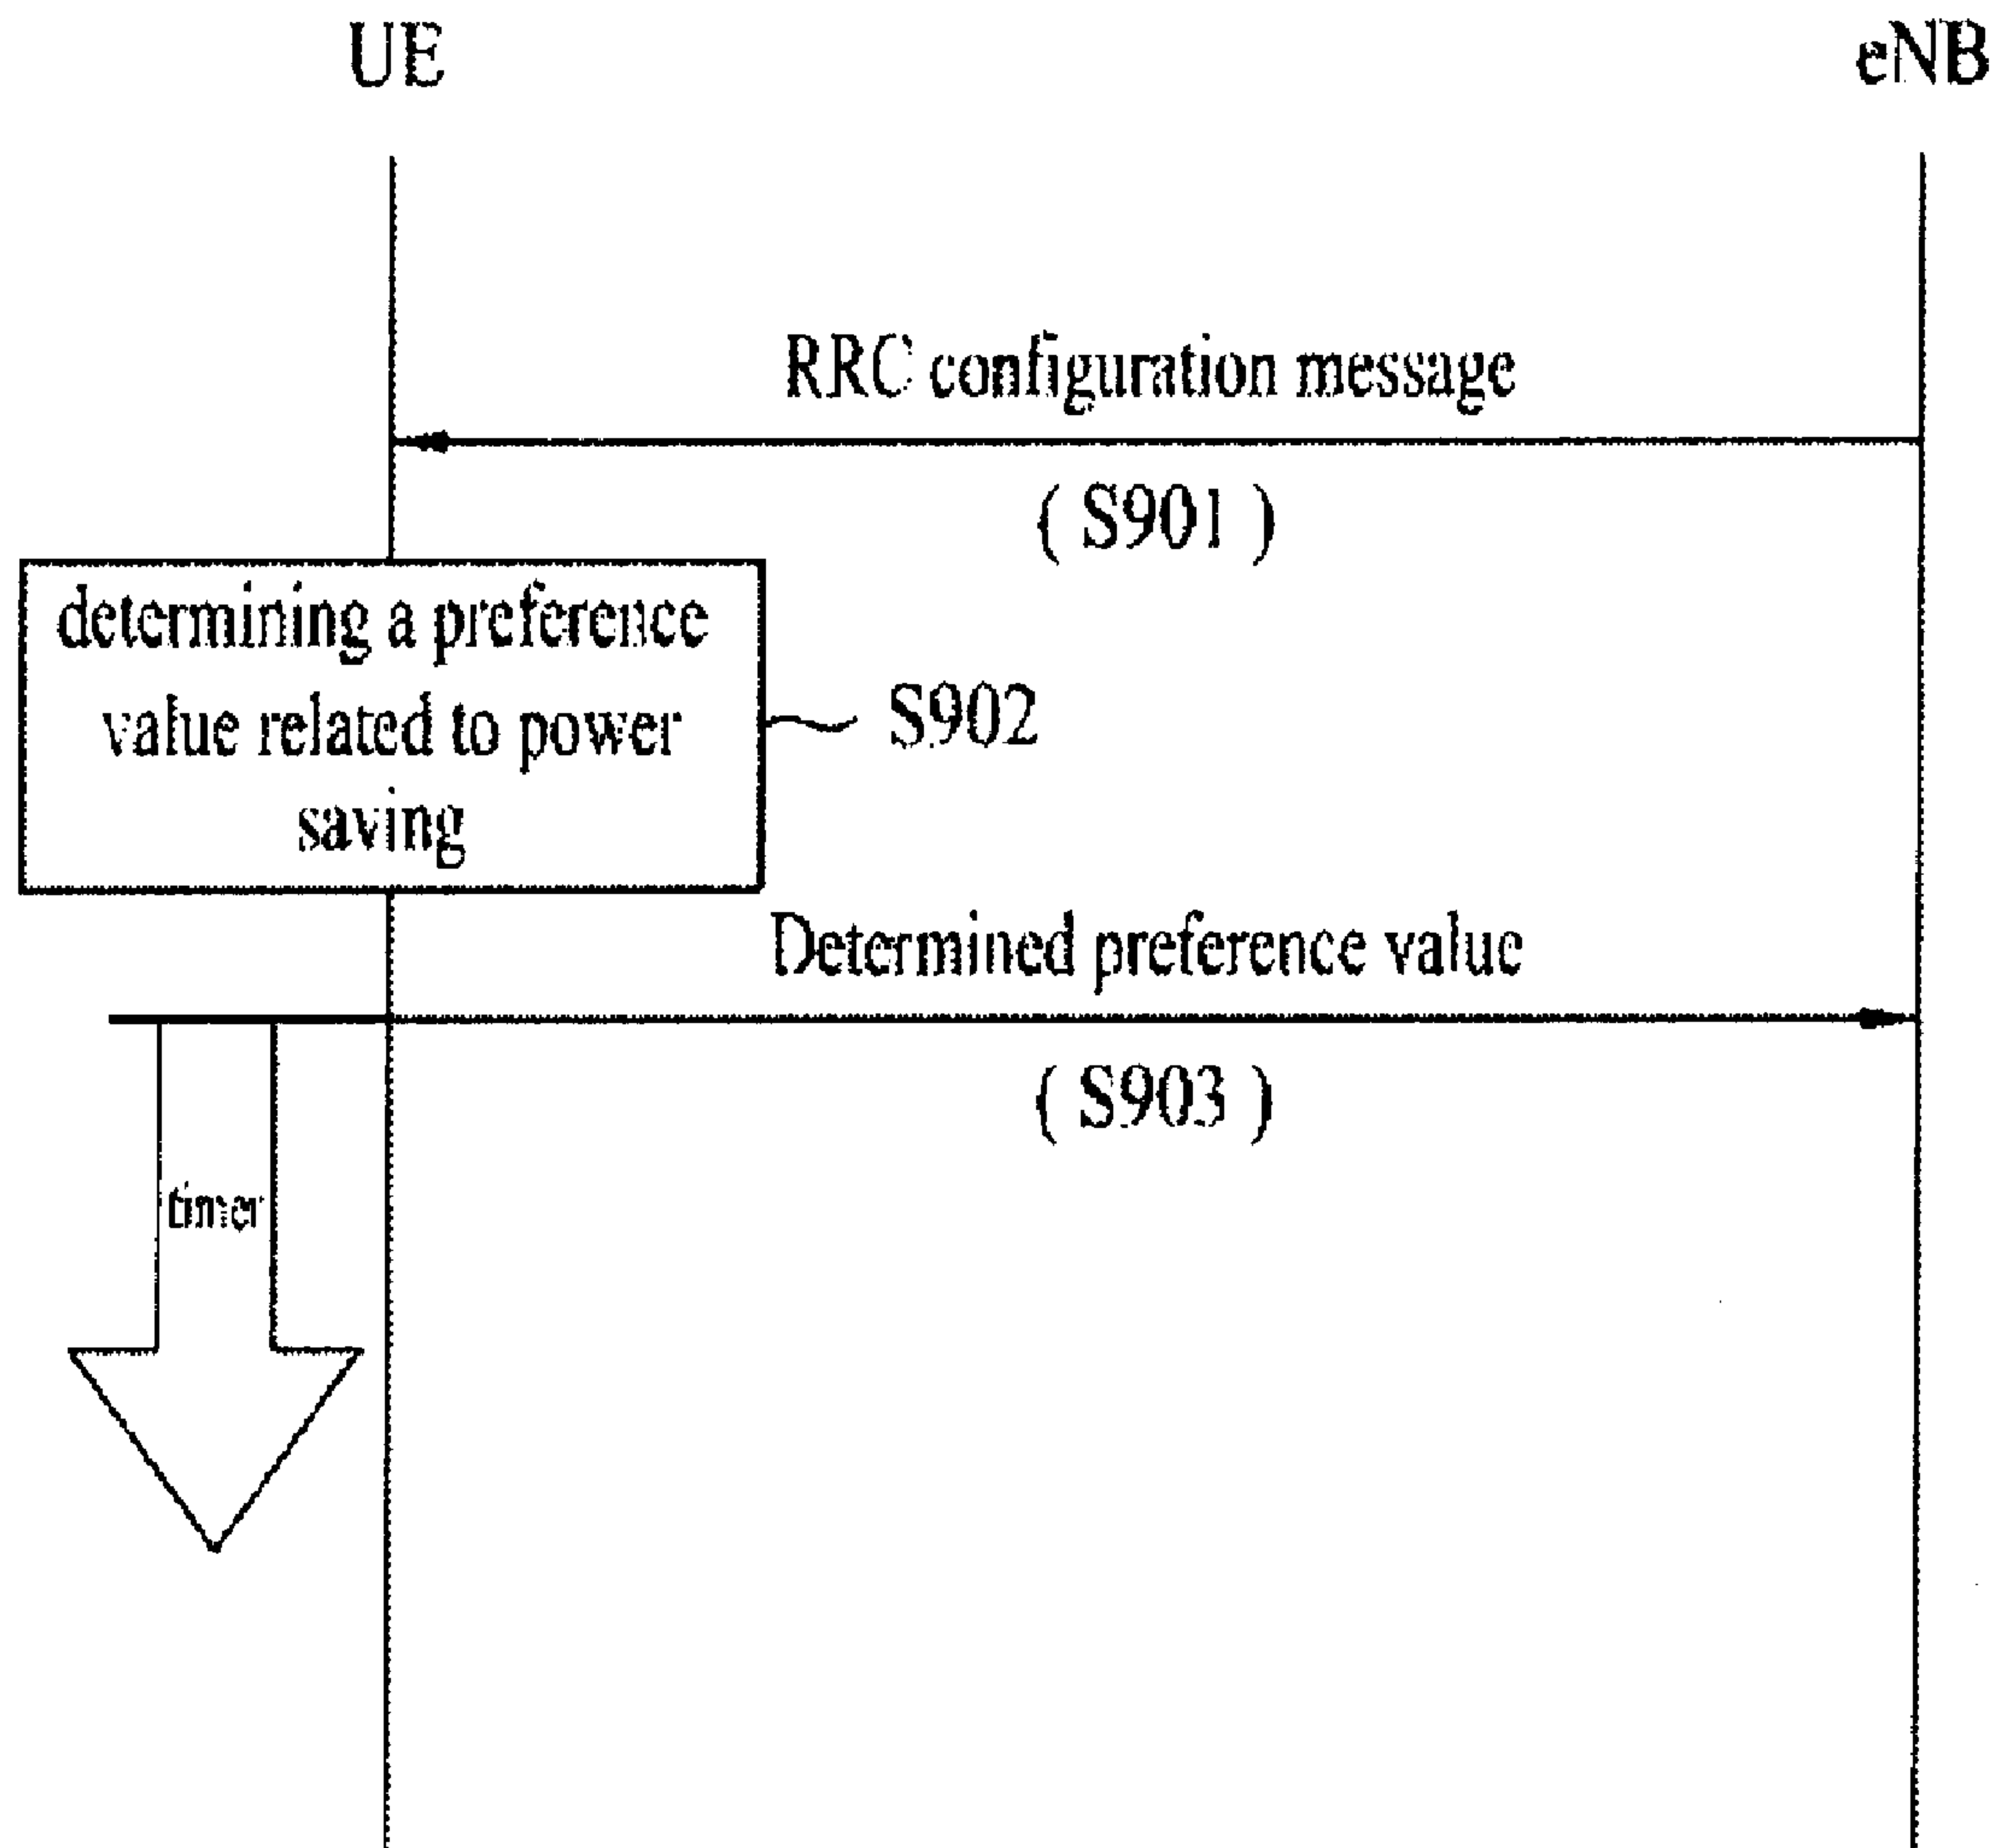 UE
eNB
RRC configuration message
( S901 )
determining a preference
value related to power
saving
S902
Determined preference value
( S903 )
timer